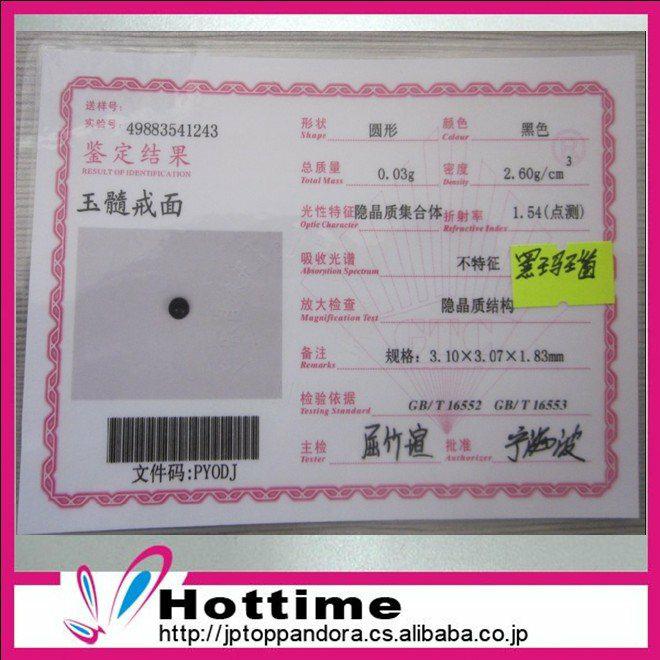 送样号:
实验号: 49883541243
鉴定结果
RESULT OF IDENTIFICATION
玉髓戒面
文件码:PYODJ
形状 圆形 颜色 黑色
Shape Colour
总质量 0.03g 密度 2.60g/cm³
Total Mass Density
光性特征 隐晶质集合体 折射率 1.54(点测)
Optic Character Refractive Index
吸收光谱 不特征
Absorption Spectrum
黑玛
放大检查 隐晶质结构
Magnification Test
备注 规格: 3.10×3.07×1.83mm
Remarks
检验依据 GB/T 16552 GB/T 16553
Testing Standard
主检 批准
Tester Authorizer
Hottime
http://jptoppandora.cs.alibaba.co.jp